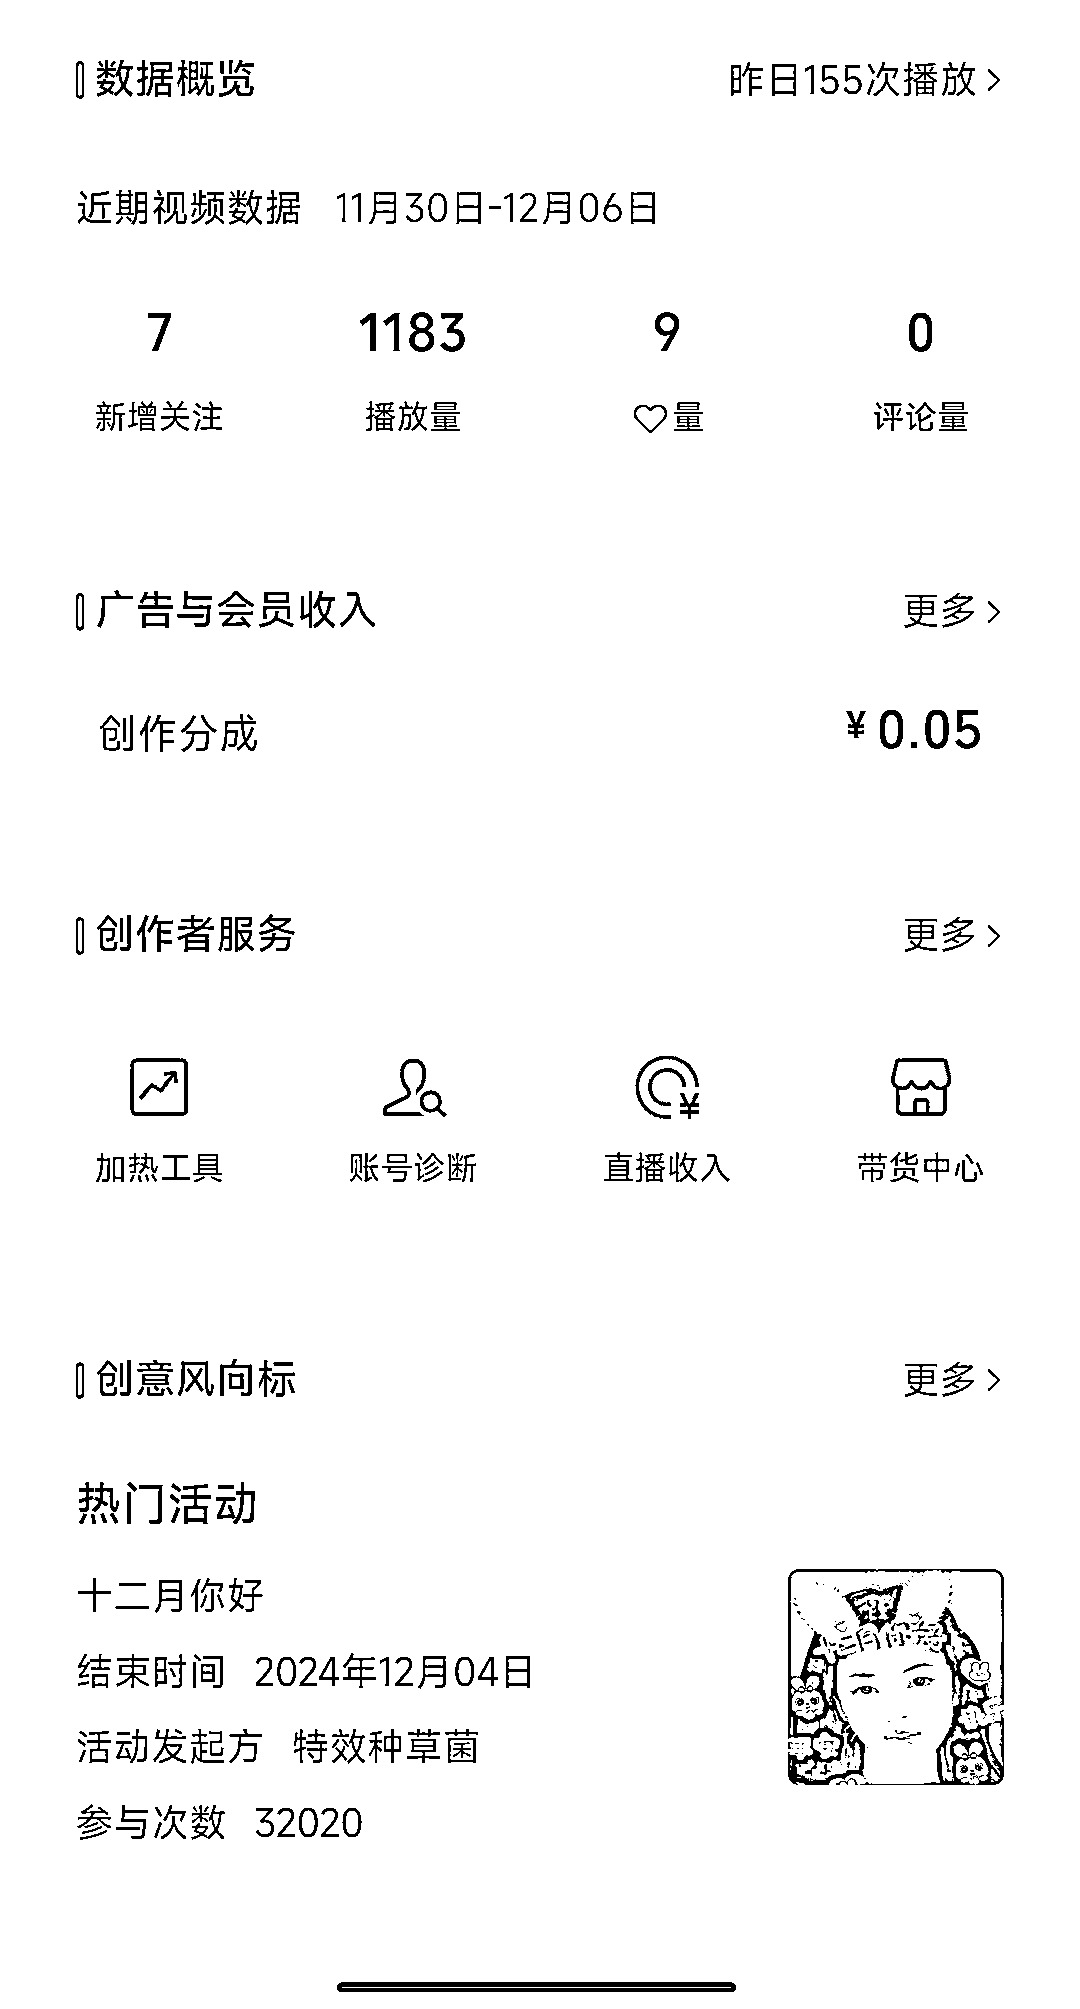 数据概览 昨日155次播放 >
近期视频数据 11月30日-12月06日
7 1183 9 0
新增关注 播放量 ♡量 评论量
广告与会员收入 更多 >
创作分成 ¥0.05
创作者服务 更多 >
加热工具 账号诊断 直播收入 带货中心
创意风向标 更多 >
热门活动
十二月你好
结束时间 2024年12月04日
活动发起方 特效种草菌
参与次数 32020
十二月你好